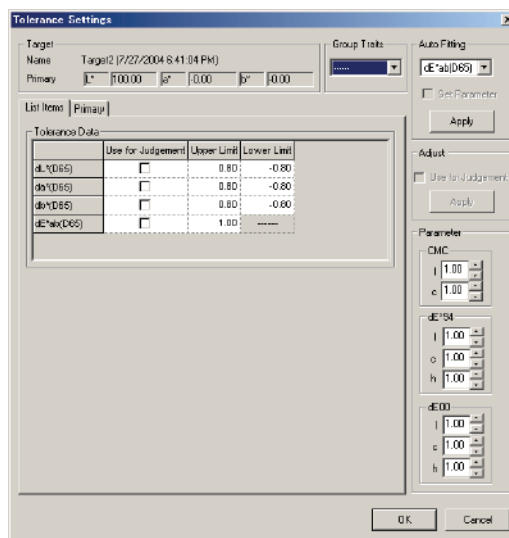 Tolerance Settings
Target
Name Target2 (7/27/2004 6:41:04 PM)
Primary L* 100.00 a* -0.00 b* -0.00
Group Traits
------
Auto Fitting
dE*ab(D65)
Set Parameter
Apply
List Items Primary
Tolerance Data
Use for Judgement Upper Limit Lower Limit
dL*(D65) 0.80 -0.80
da*(D65) 0.80 -0.80
db*(D65) 0.80 -0.80
dE*ab(D65) 1.00 ------
Adjust
Use for Judgement
Apply
Parameter
CMC
l 1.00
c 1.00
dE*94
l 1.00
c 1.00
h 1.00
dE00
l 1.00
c 1.00
h 1.00
OK Cancel